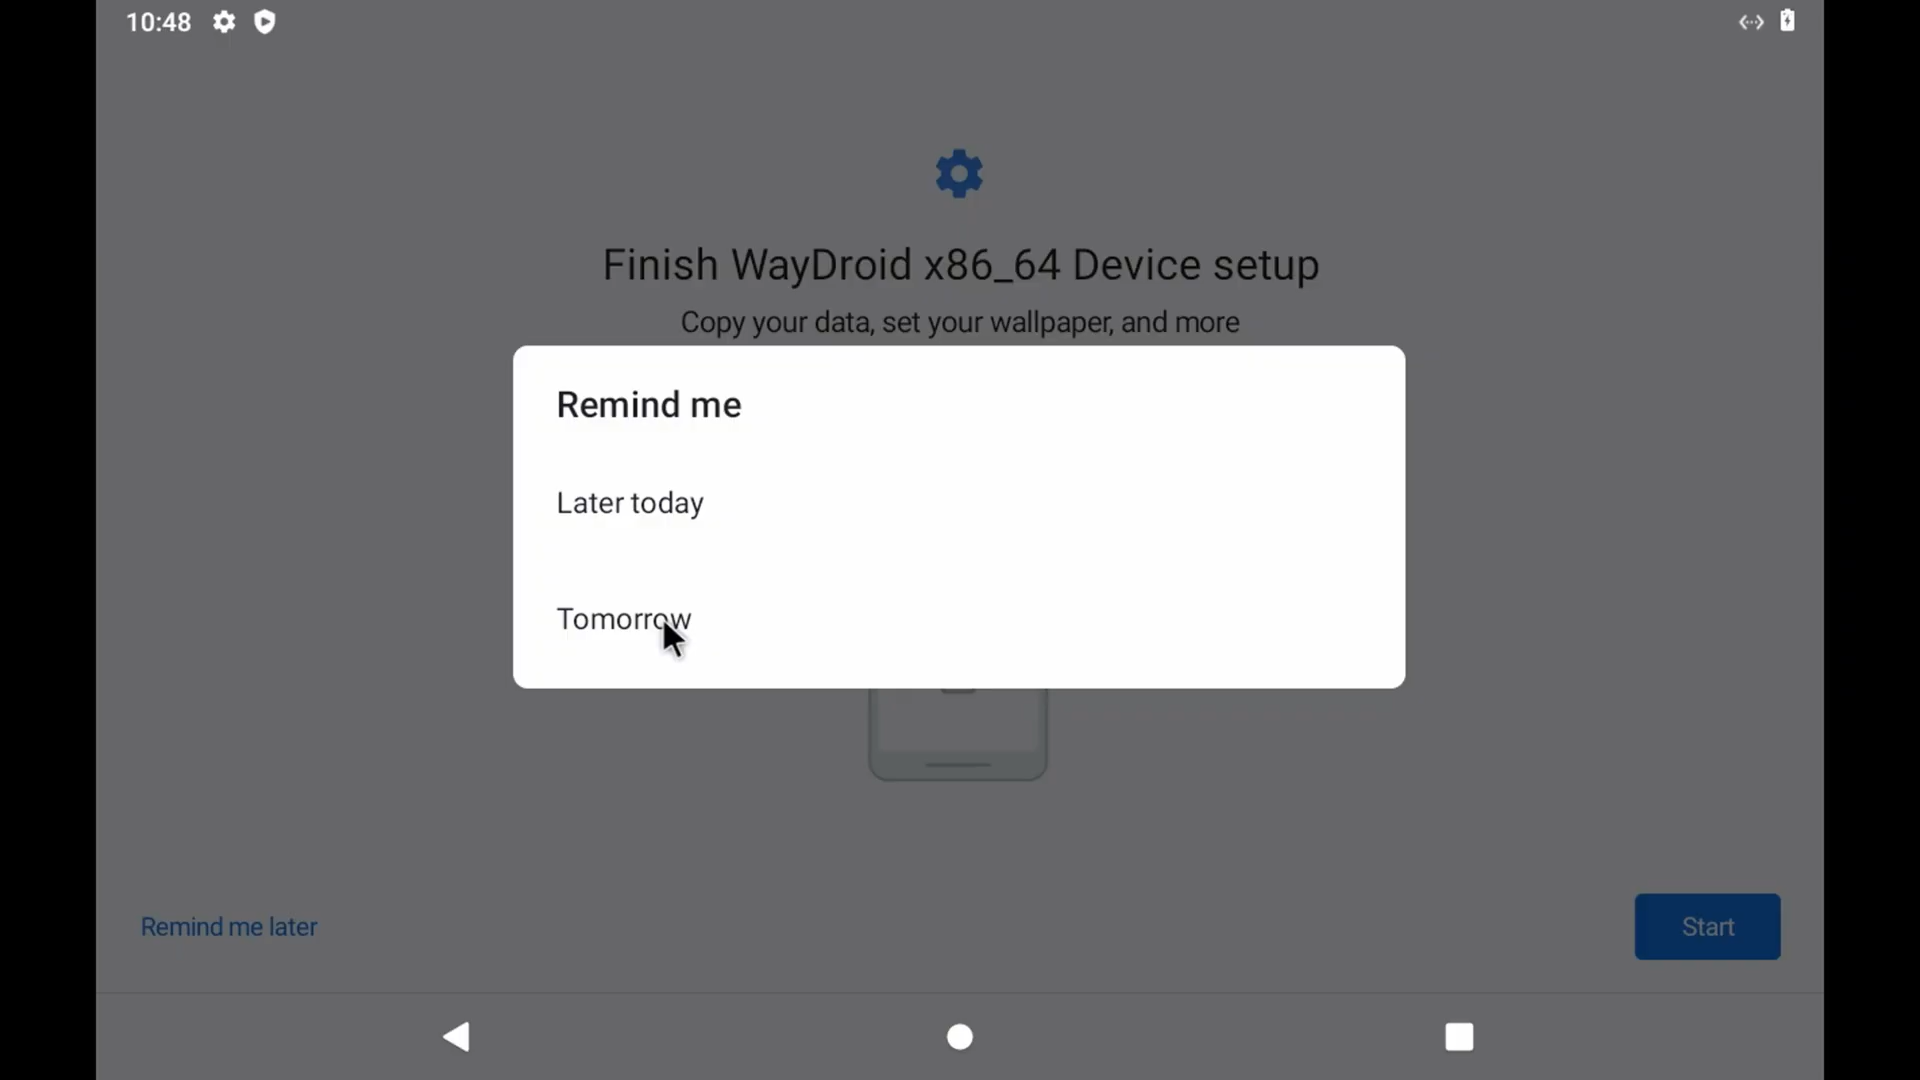 10:48
Finish WayDroid x86_64 Device setup
Copy your data, set your wallpaper, and more
Remind me
Later today
Tomorrow
Remind me later
Start